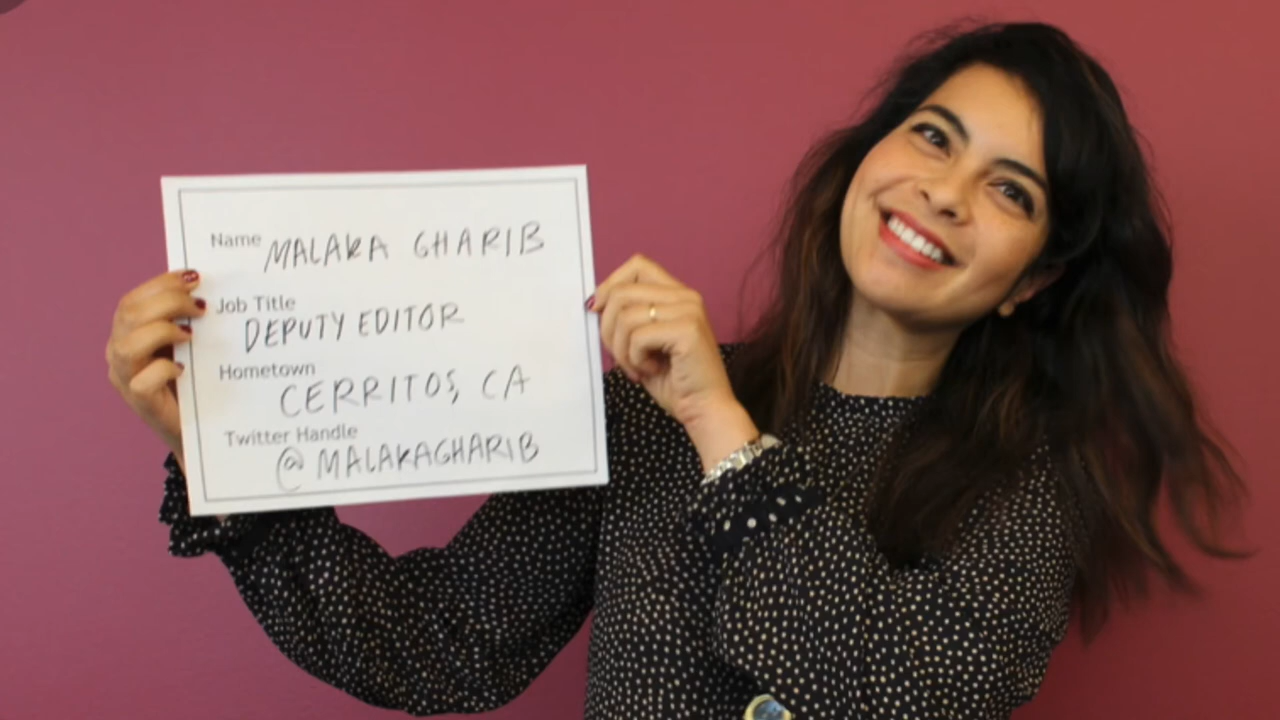 Name MALAKA GHARIB
Job Title
DEPUTY EDITOR
Hometown
CERRITOS, CA
Twitter Handle
@MALAKAGHARIB